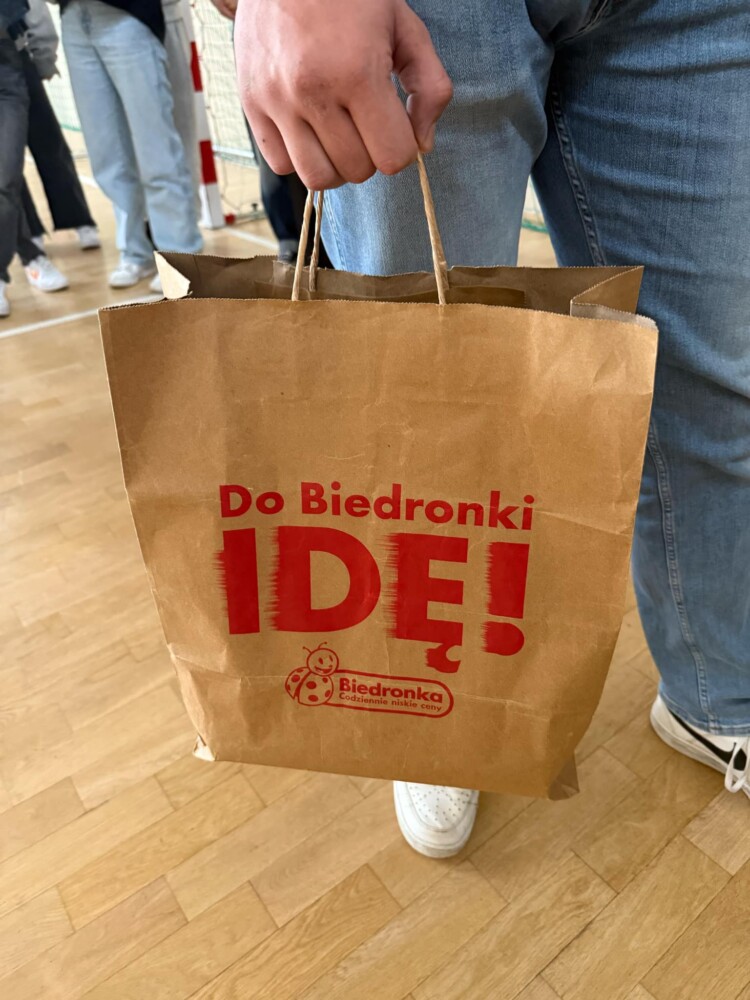 Do Biedronki
IDĘ!
Biedronka
Codziennie niskie ceny